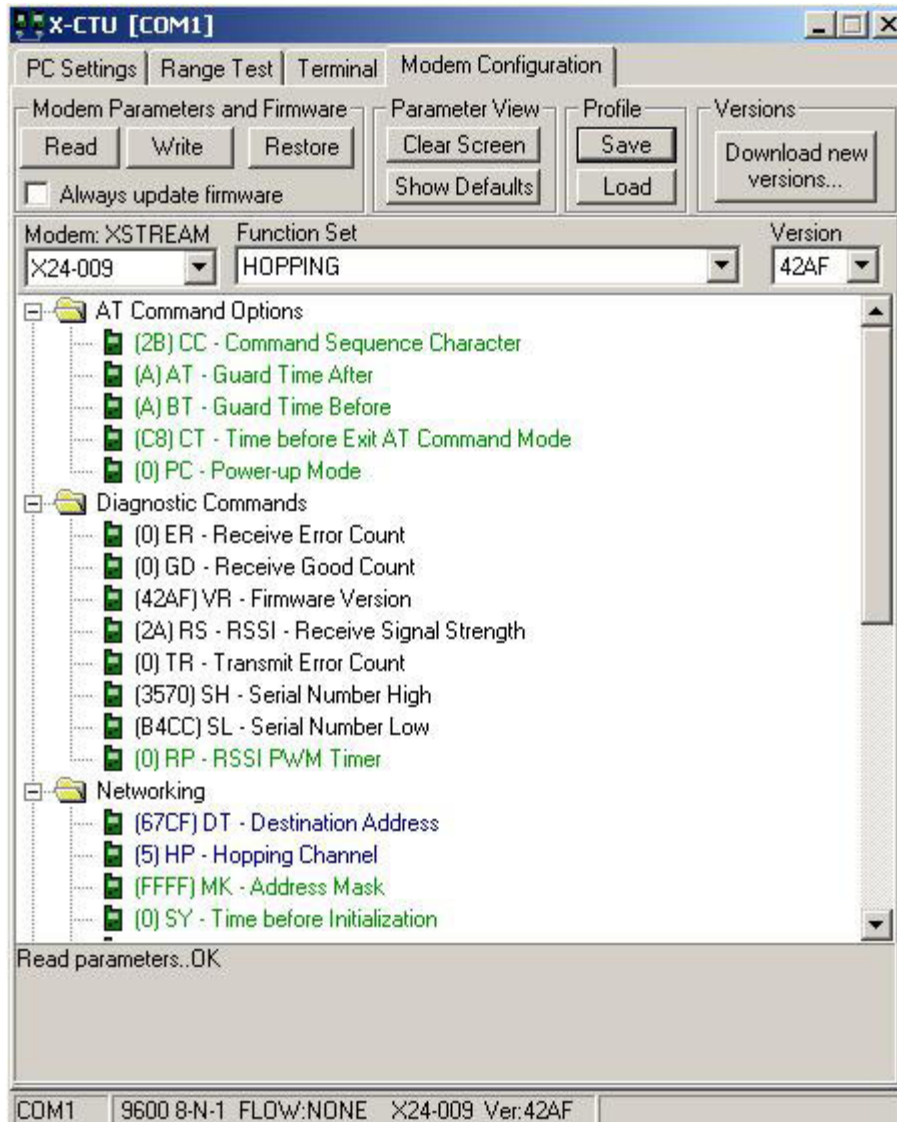 X-CTU [COM1]
PC Settings Range Test Terminal Modem Configuration
Modem Parameters and Firmware Parameter View Profile Versions
Read Write Restore Clear Screen Save Download new versions...
Always update firmware Show Defaults Load
Modem: XSTREAM Function Set Version
X24-009 HOPPING 42AF
AT Command Options
(2B) CC - Command Sequence Character
(A) AT - Guard Time After
(A) BT - Guard Time Before
(C8) CT - Time before Exit AT Command Mode
(0) PC - Power-up Mode
Diagnostic Commands
(0) ER - Receive Error Count
(0) GD - Receive Good Count
(42AF) VR - Firmware Version
(2A) RS - RSSI - Receive Signal Strength
(0) TR - Transmit Error Count
(3570) SH - Serial Number High
(B4CC) SL - Serial Number Low
(0) RP - RSSI PWM Timer
Networking
(67CF) DT - Destination Address
(5) HP - Hopping Channel
(FFFF) MK - Address Mask
(0) SY - Time before Initialization
Read parameters..OK
COM1 9600 8-N-1 FLOW:NONE X24-009 Ver:42AF